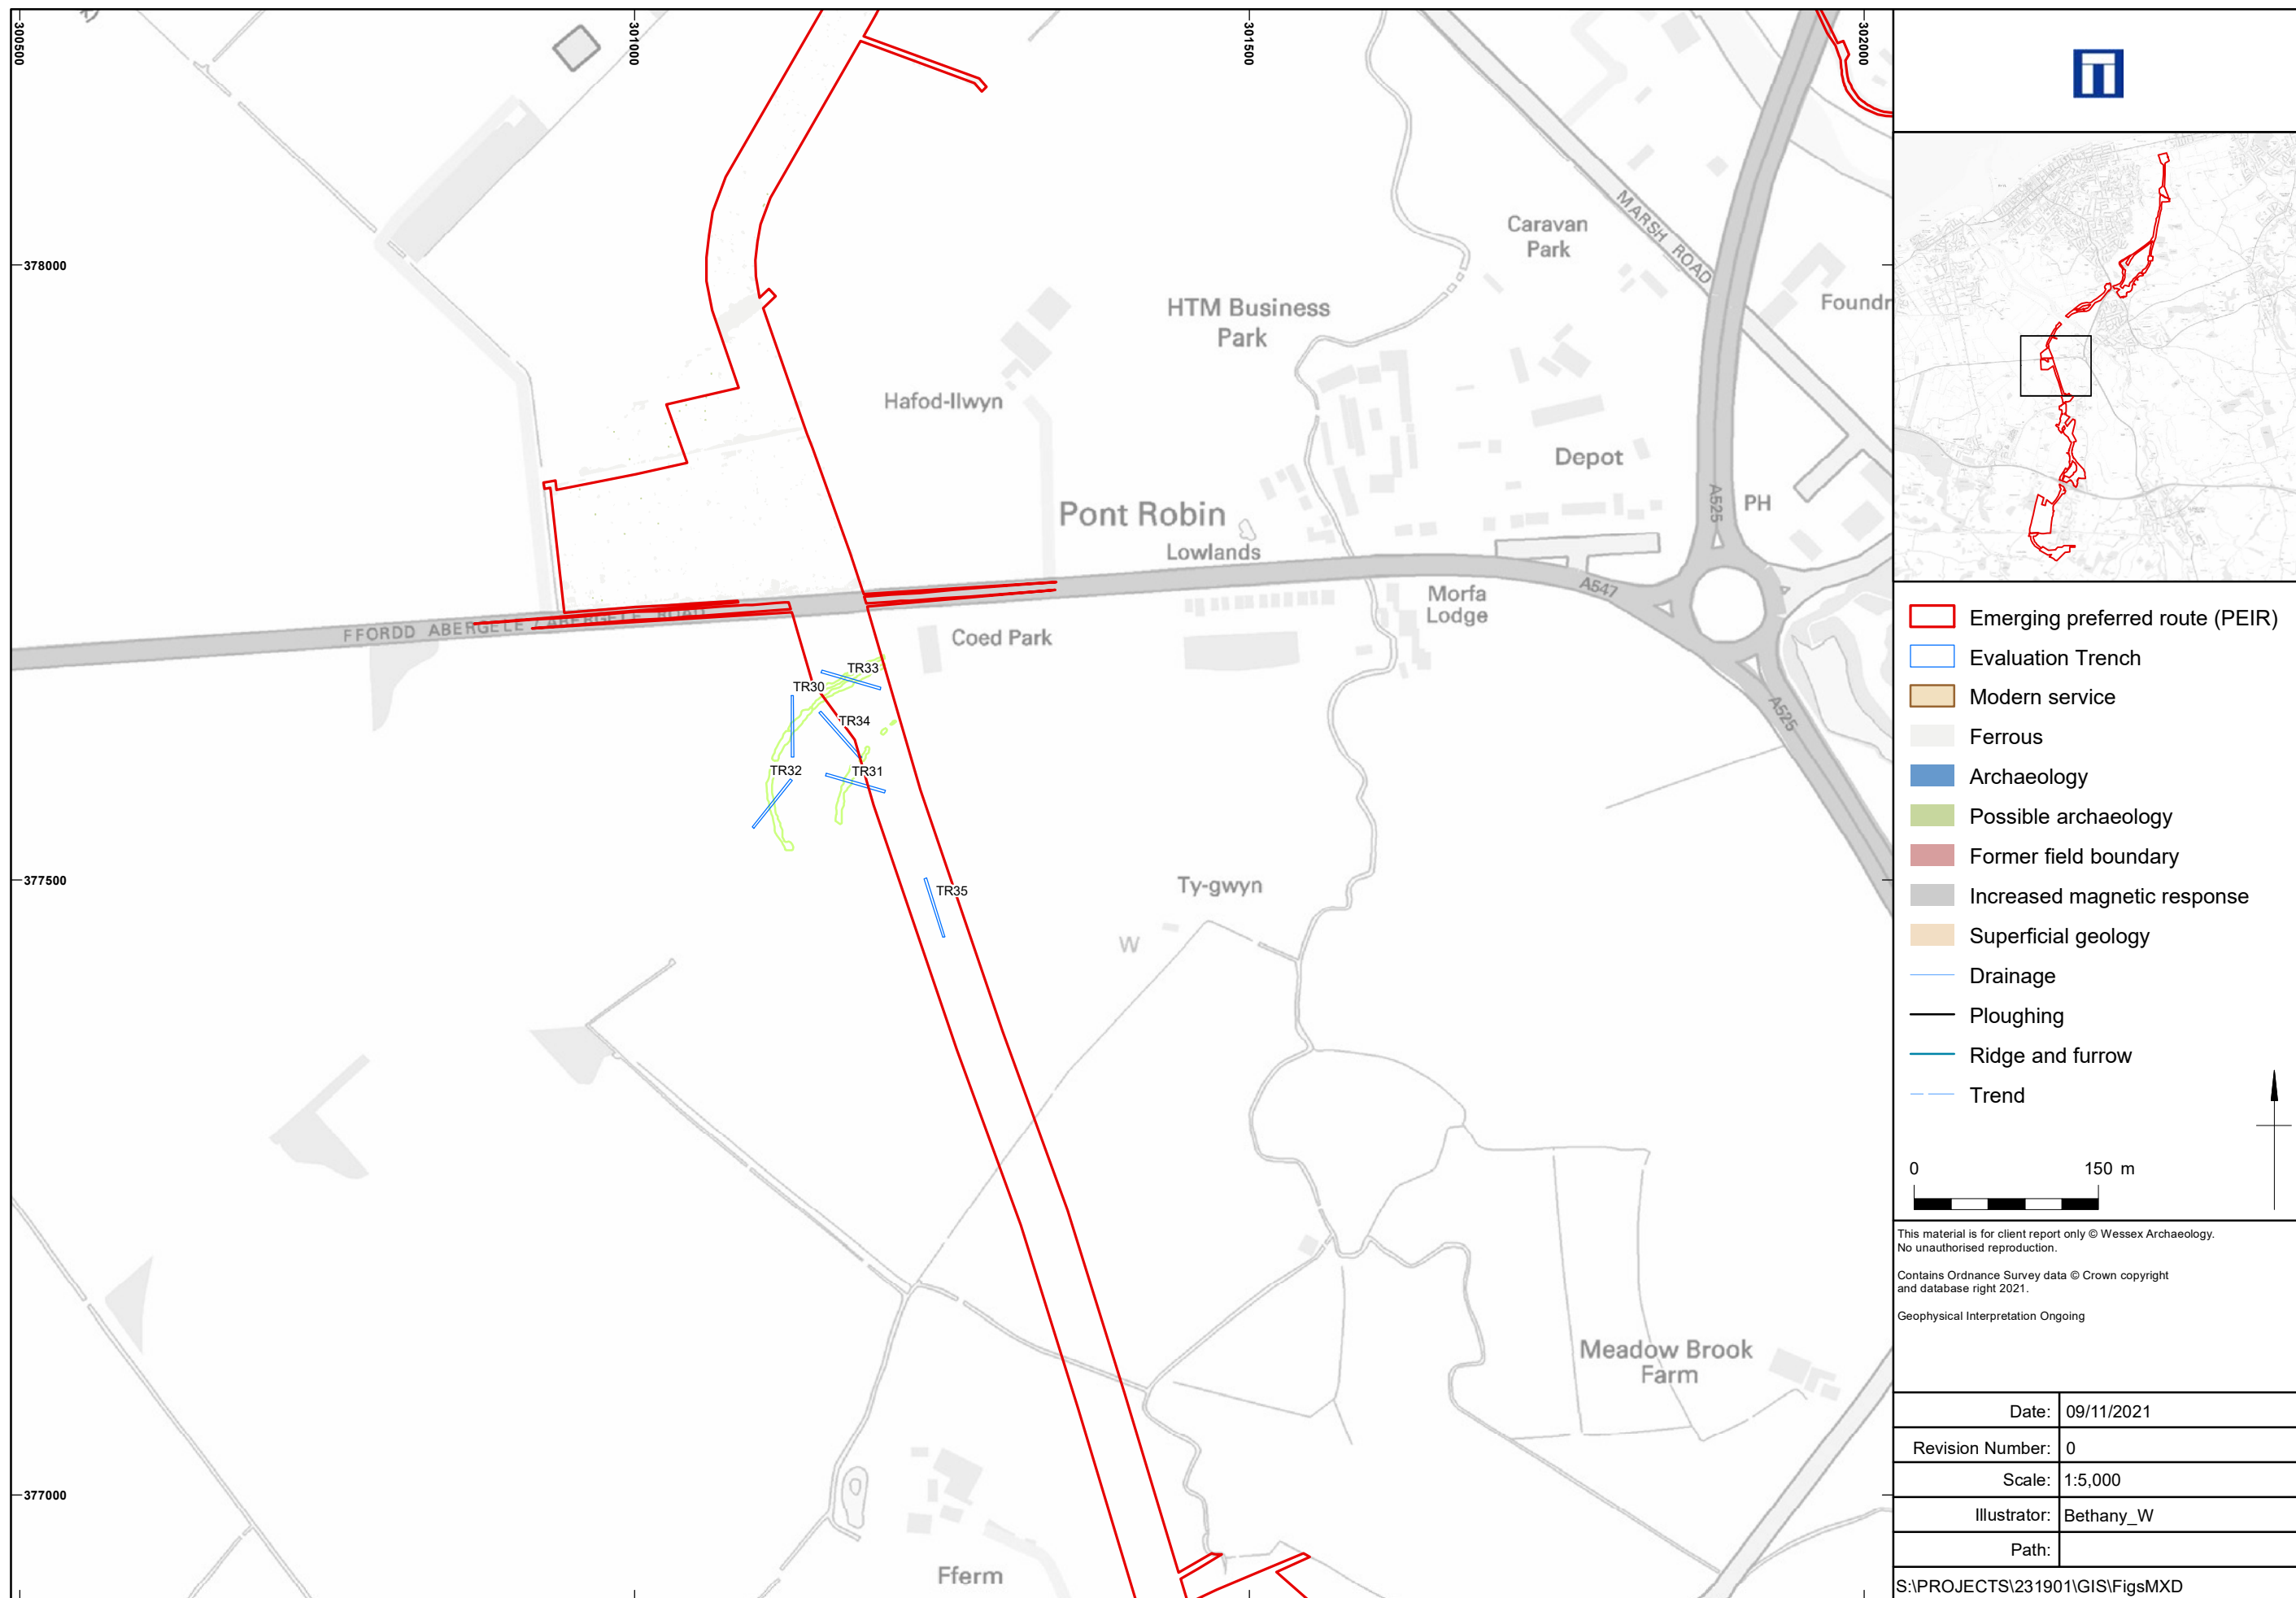 300500
301000
301500
302000
378000
377500
377000
MARSH ROAD
Caravan
Park
HTM Business
Park
Foundr
Hafod-llwyn
Depot
Pont Robin
Lowlands
A525
PH
A547
A
Morfa
Lodge
FFORDD ABERGELE / ABERGELE ROAD
Coed Park
A525
TR33
TR30
TR34
TR32
TR31
TR35
Ty-gwyn
W
Meadow Brook
Farm
Fferm
Emerging preferred route (PEIR)
Evaluation Trench
Modern service
Ferrous
Archaeology
Possible archaeology
Former field boundary
Increased magnetic response
Superficial geology
Drainage
Ploughing
Ridge and furrow
Trend
0 150 m
This material is for client report only © Wessex Archaeology.
No unauthorised reproduction.
Contains Ordnance Survey data © Crown copyright
and database right 2021.
Geophysical Interpretation Ongoing
Date: 09/11/2021
Revision Number: 0
Scale: 1:5,000
Illustrator: Bethany_W
Path:
S:\PROJECTS\231901\GIS\FigsMXD